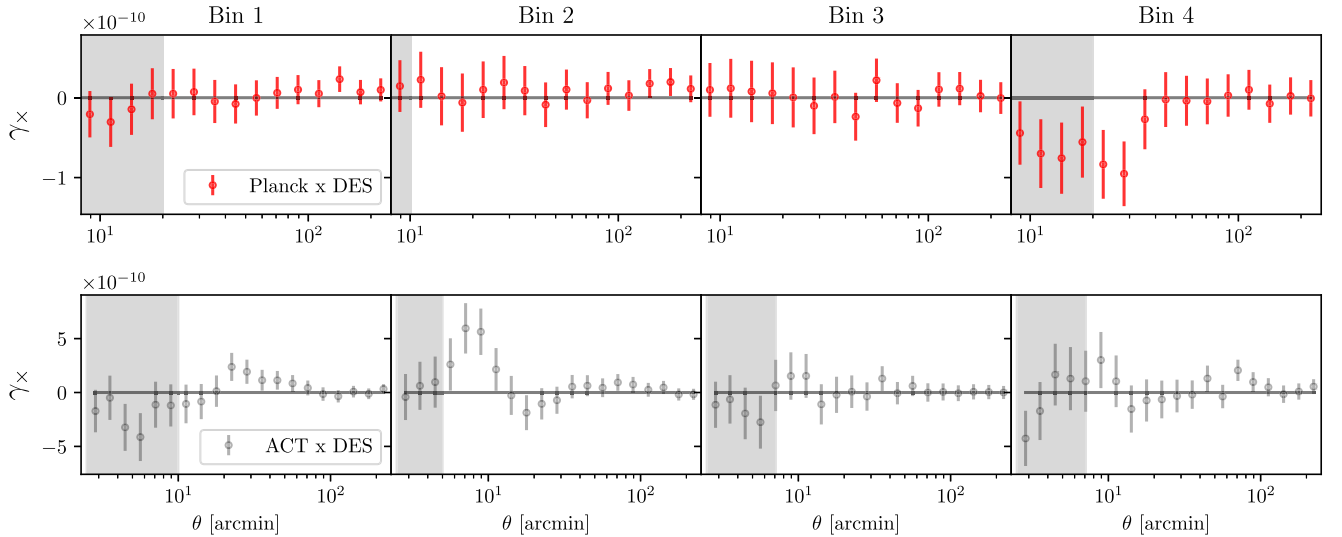 ×10⁻¹⁰
Bin 1 Bin 2 Bin 3 Bin 4
γ×
0
−1
Planck x DES
10¹ 10² 10¹ 10² 10¹ 10² 10¹ 10²
×10⁻¹⁰
γ×
5
0
−5
ACT x DES
10¹ 10² 10¹ 10² 10¹ 10² 10¹ 10²
θ [arcmin] θ [arcmin] θ [arcmin] θ [arcmin]